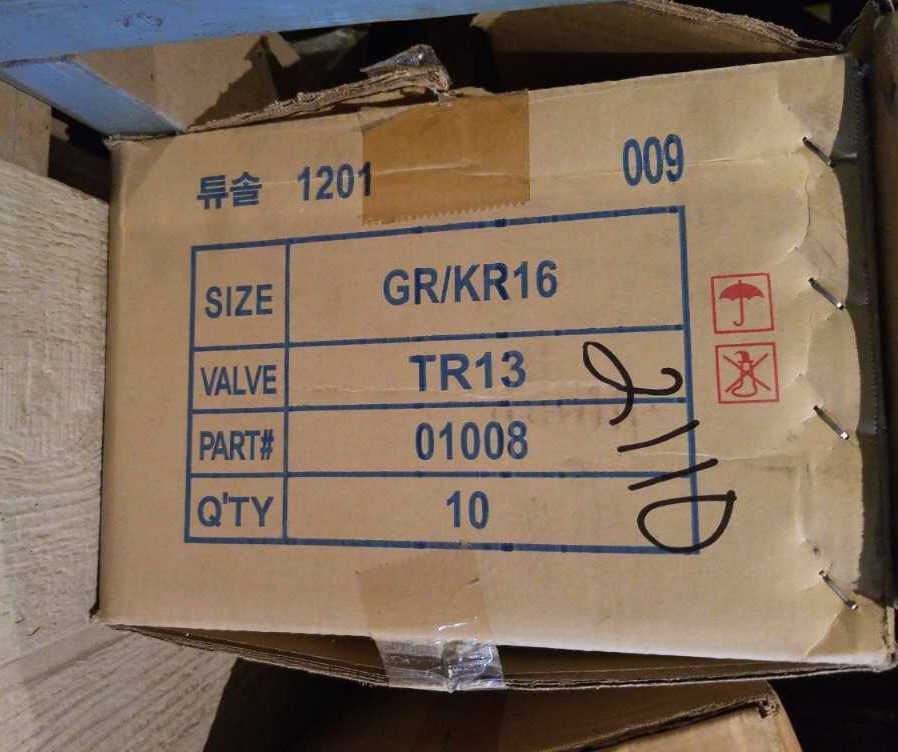 튜솔 1201 009
SIZE GR/KR16
VALVE TR13
PART# 01008
Q'TY 10